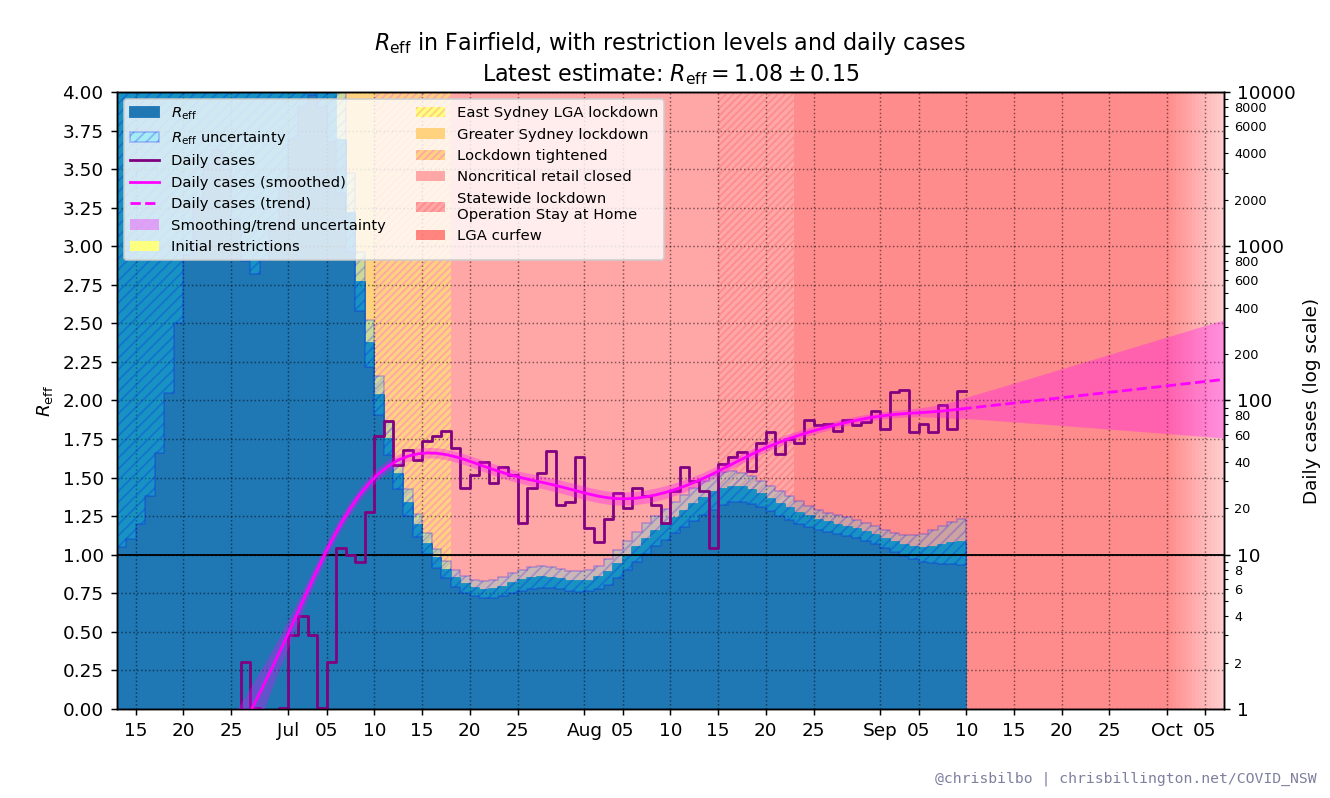 Reff in Fairfield, with restriction levels and daily cases
Latest estimate: Reff = 1.08 ± 0.15
Reff
Reff uncertainty
Daily cases
Daily cases (smoothed)
Daily cases (trend)
Smoothing/trend uncertainty
Initial restrictions
East Sydney LGA lockdown
Greater Sydney lockdown
Lockdown tightened
Noncritical retail closed
Statewide lockdown
Operation Stay at Home
LGA curfew
Reff
4.00
3.75
3.50
3.25
3.00
2.75
2.50
2.25
2.00
1.75
1.50
1.25
1.00
0.75
0.50
0.25
0.00
15 20 25 Jul 05 10 15 20 25 Aug 05 10 15 20 25 Sep 05 10 15 20 25 Oct 05
10000
8000
6000
4000
2000
1000
800
600
400
200
100
80
60
40
20
10
8
6
4
2
1
Daily cases (log scale)
@chrisbilbo | chrisbillington.net/COVID_NSW